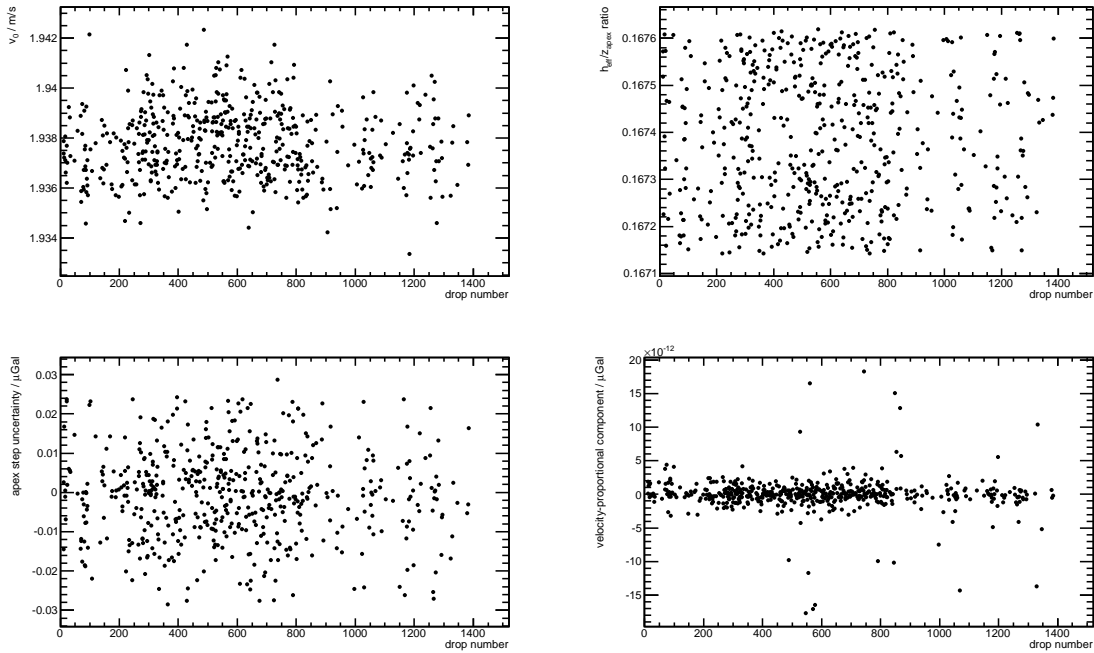 v₀ / m/s
1.942
1.94
1.938
1.936
1.934
0 200 400 600 800 1000 1200 1400
drop number
h_eff/z_apex ratio
0.1676
0.1675
0.1674
0.1673
0.1672
0.1671
0 200 400 600 800 1000 1200 1400
drop number
apex step uncertainty / μGal
0.03
0.02
0.01
0
-0.01
-0.02
-0.03
0 200 400 600 800 1000 1200 1400
drop number
velocity-proportional component / μGal
×10⁻¹²
20
15
10
5
0
-5
-10
-15
0 200 400 600 800 1000 1200 1400
drop number